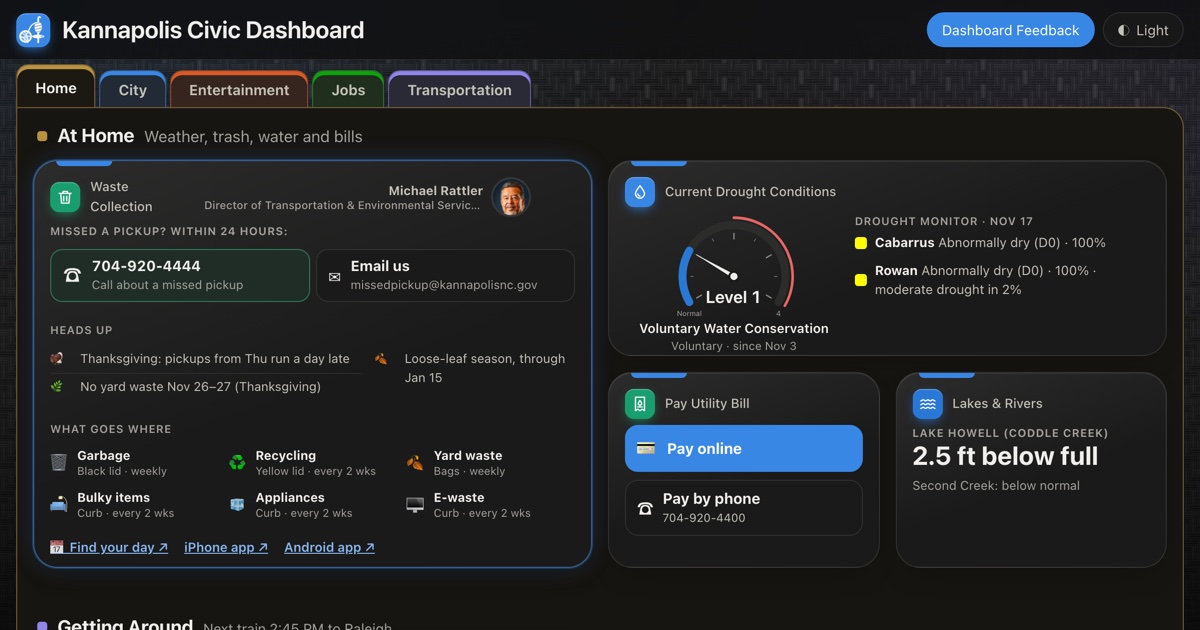 Kannapolis Civic Dashboard
Dashboard Feedback
Light
Home
City
Entertainment
Jobs
Transportation
At Home Weather, trash, water and bills
Waste
Collection
Michael Rattler
Director of Transportation & Environmental Servic...
MISSED A PICKUP? WITHIN 24 HOURS:
704-920-4444
Call about a missed pickup
Email us
missedpickup@kannapolisnc.gov
HEADS UP
Thanksgiving: pickups from Thu run a day late
No yard waste Nov 26–27 (Thanksgiving)
Loose-leaf season, through
Jan 15
WHAT GOES WHERE
Garbage
Black lid · weekly
Recycling
Yellow lid · every 2 wks
Yard waste
Bags · weekly
Bulky items
Curb · every 2 wks
Appliances
Curb · every 2 wks
E-waste
Curb · every 2 wks
Find your day ↗
iPhone app ↗
Android app ↗
Current Drought Conditions
Level 1
Normal
4
Voluntary Water Conservation
Voluntary · since Nov 3
DROUGHT MONITOR · NOV 17
Cabarrus Abnormally dry (D0) · 100%
Rowan Abnormally dry (D0) · 100% ·
moderate drought in 2%
Pay Utility Bill
Pay online
Pay by phone
704-920-4400
Lakes & Rivers
LAKE HOWELL (CODDLE CREEK)
2.5 ft below full
Second Creek: below normal
Getting Around Next train 2:45 PM to Raleigh